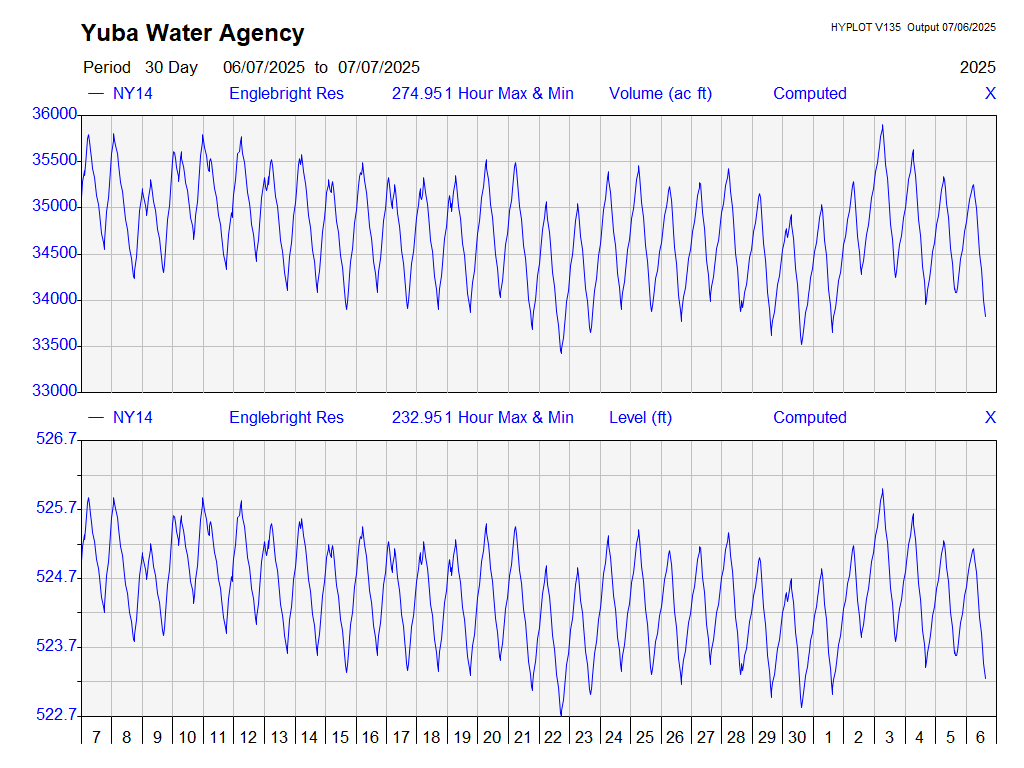 Yuba Water Agency
HYPLOT V135 Output 07/06/2025
Period 30 Day 06/07/2025 to 07/07/2025 2025
NY14 Englebright Res 274.951 Hour Max & Min Volume (ac ft) Computed X
36000
35500
35000
34500
34000
33500
33000
NY14 Englebright Res 232.951 Hour Max & Min Level (ft) Computed X
526.7
525.7
524.7
523.7
522.7
7 8 9 10 11 12 13 14 15 16 17 18 19 20 21 22 23 24 25 26 27 28 29 30 1 2 3 4 5 6